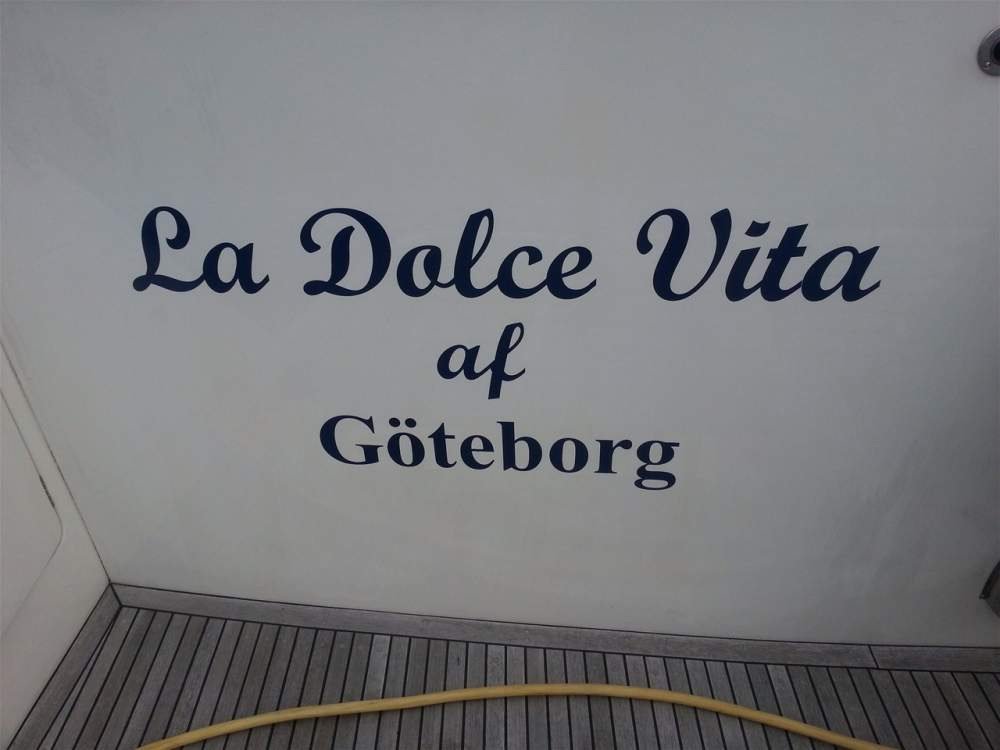 La Dolce Vita
af
Göteborg